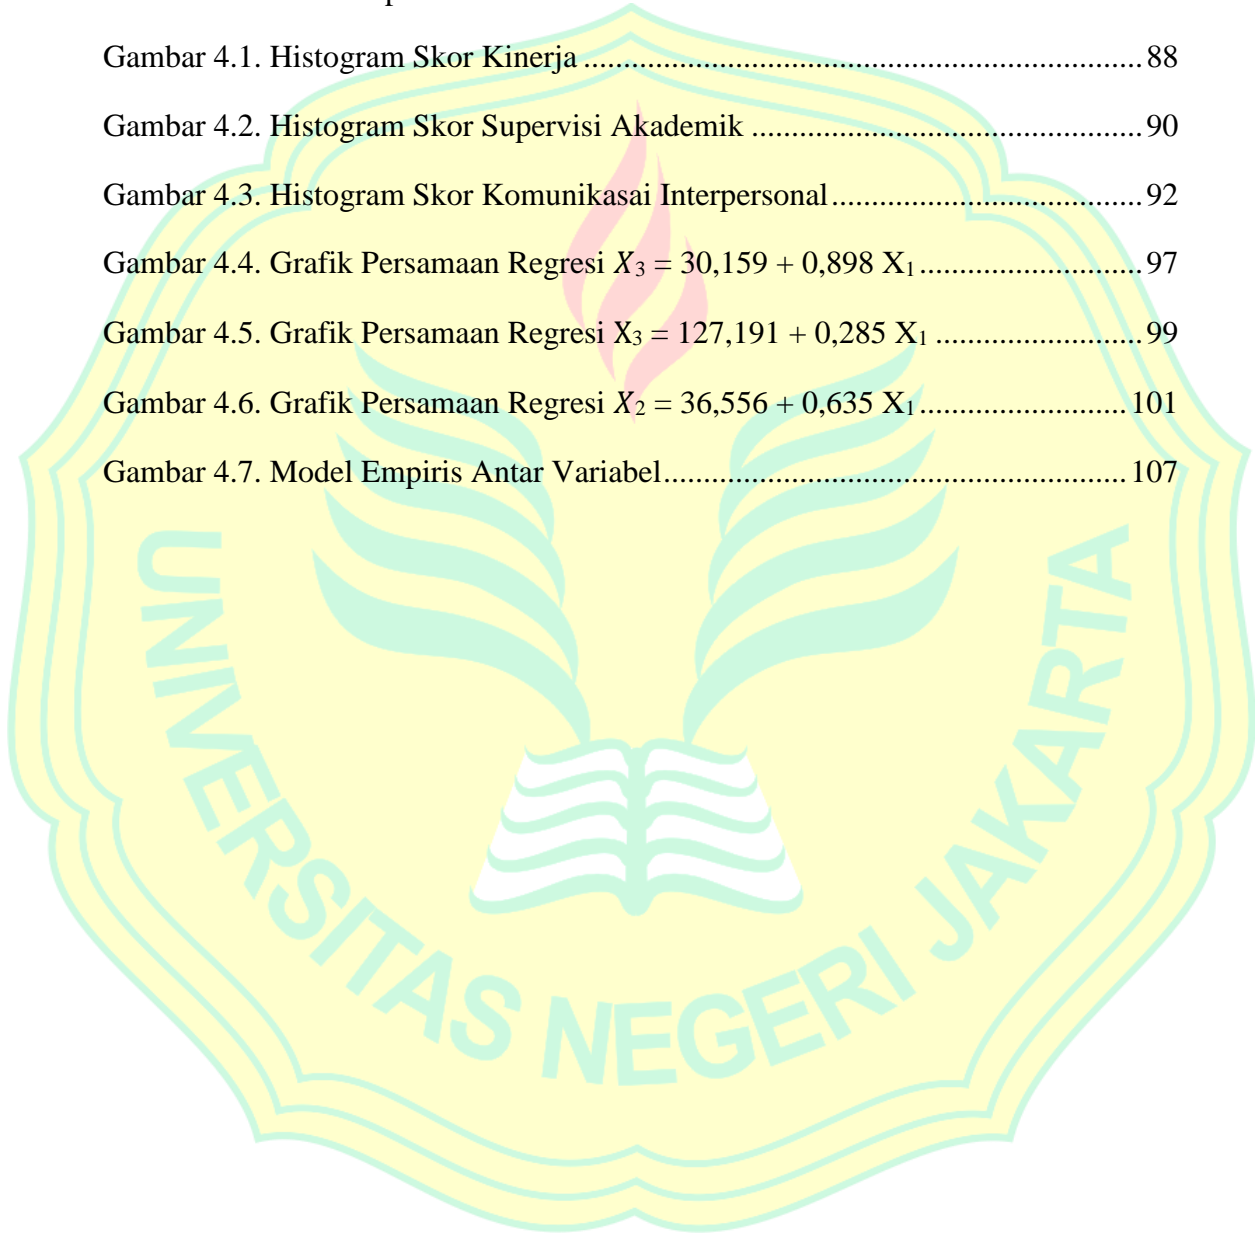 Gambar 4.1. Histogram Skor Kinerja ........................................................................ 88
Gambar 4.2. Histogram Skor Supervisi Akademik .................................................. 90
Gambar 4.3. Histogram Skor Komunikasai Interpersonal ........................................ 92
Gambar 4.4. Grafik Persamaan Regresi X₃ = 30,159 + 0,898 X₁ ............................. 97
Gambar 4.5. Grafik Persamaan Regresi X₃ = 127,191 + 0,285 X₁ ........................... 99
Gambar 4.6. Grafik Persamaan Regresi X₂ = 36,556 + 0,635 X₁ ........................... 101
Gambar 4.7. Model Empiris Antar Variabel ............................................................ 107
UNIVERSITAS NEGERI JAKARTA